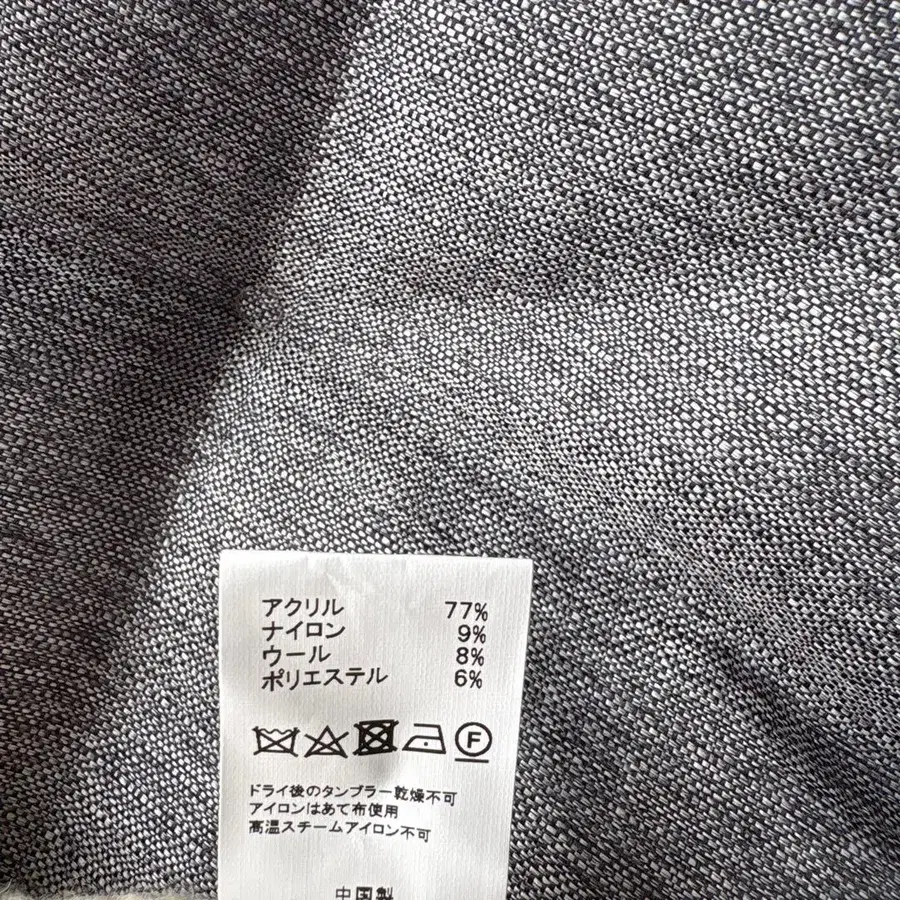 アクリル 77%
ナイロン 9%
ウール 8%
ポリエステル 6%
F
ドライ後のタンブラー乾燥不可
アイロンはあて布使用
高温スチームアイロン不可
中国製